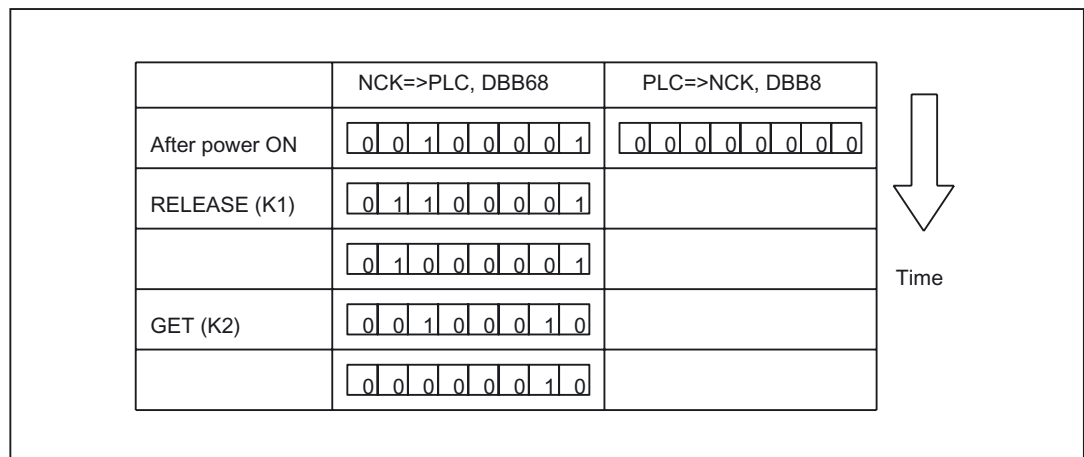 NCK=>PLC, DBB68 PLC=>NCK, DBB8
After power ON 0 0 1 0 0 0 0 1 0 0 0 0 0 0 0 0
RELEASE (K1) 0 1 1 0 0 0 0 1
0 1 0 0 0 0 0 1
Time
GET (K2) 0 0 1 0 0 0 1 0
0 0 0 0 0 0 1 0